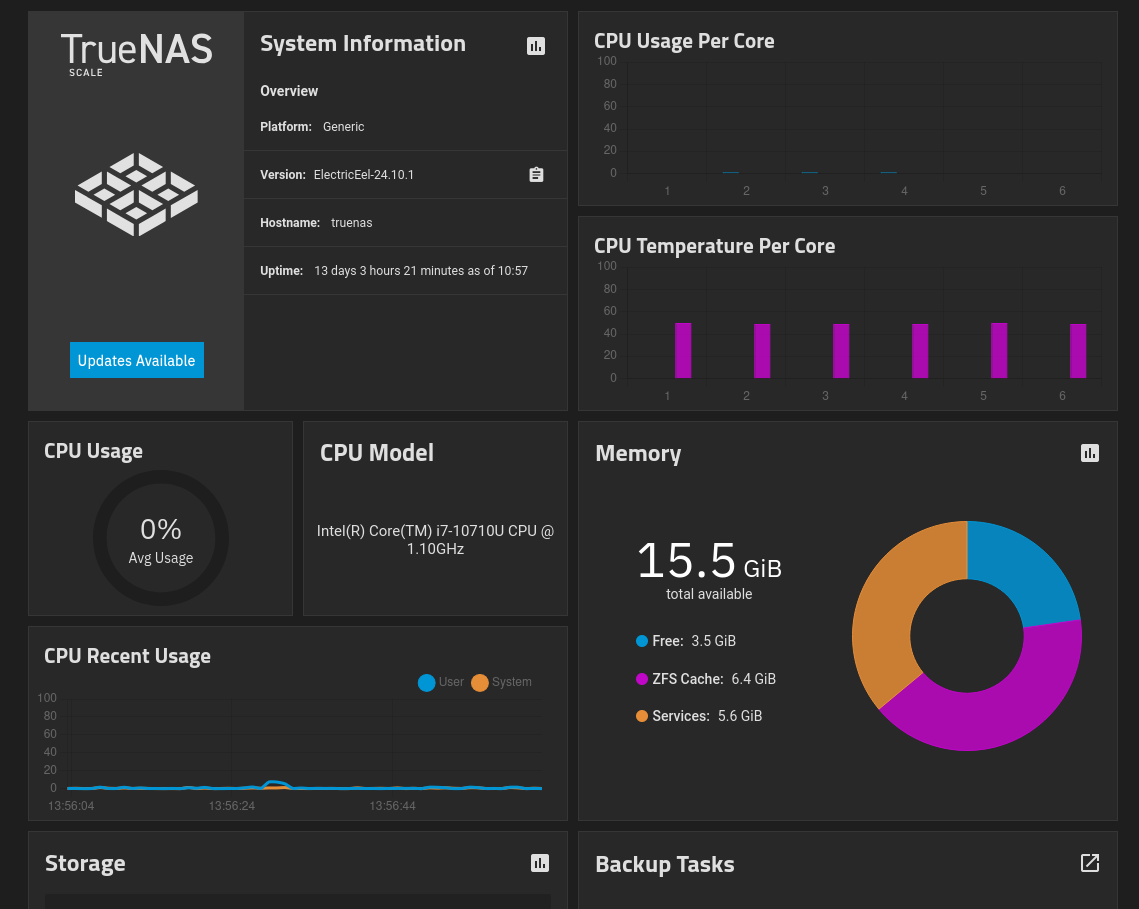 TrueNAS
SCALE
Updates Available
System Information
Overview
Platform: Generic
Version: ElectricEel-24.10.1
Hostname: truenas
Uptime: 13 days 3 hours 21 minutes as of 10:57
CPU Usage Per Core
100
80
60
40
20
0
1 2 3 4 5 6
CPU Temperature Per Core
100
80
60
40
20
0
1 2 3 4 5 6
CPU Usage
0%
Avg Usage
CPU Model
Intel(R) Core(TM) i7-10710U CPU @
1.10GHz
Memory
15.5 GiB
total available
Free: 3.5 GiB
ZFS Cache: 6.4 GiB
Services: 5.6 GiB
CPU Recent Usage
User System
100
80
60
40
20
0
13:56:04 13:56:24 13:56:44
Storage
Backup Tasks